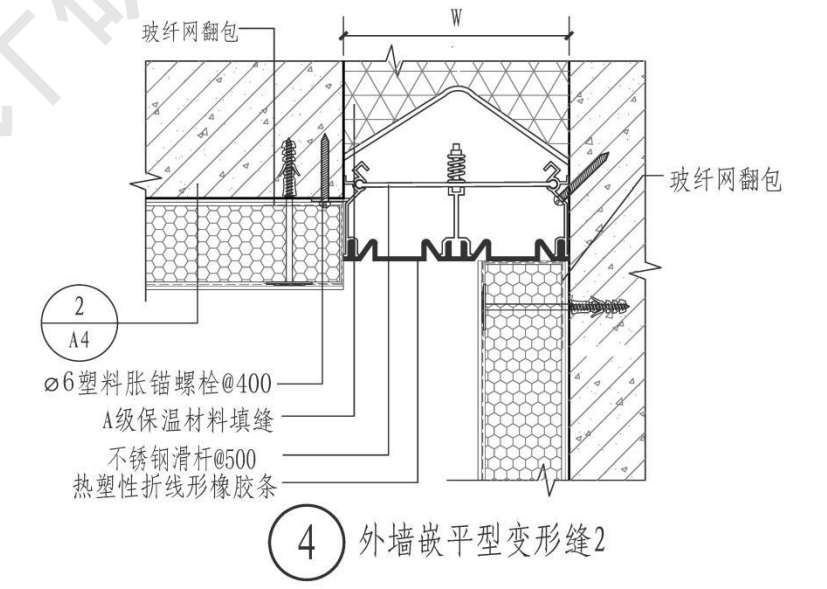 玻纤网翻包
W
玻纤网翻包
2
A4
⌀6塑料胀锚螺栓@400
A级保温材料填缝
不锈钢滑杆@500
热塑性折线形橡胶条
4 外墙嵌平型变形缝2